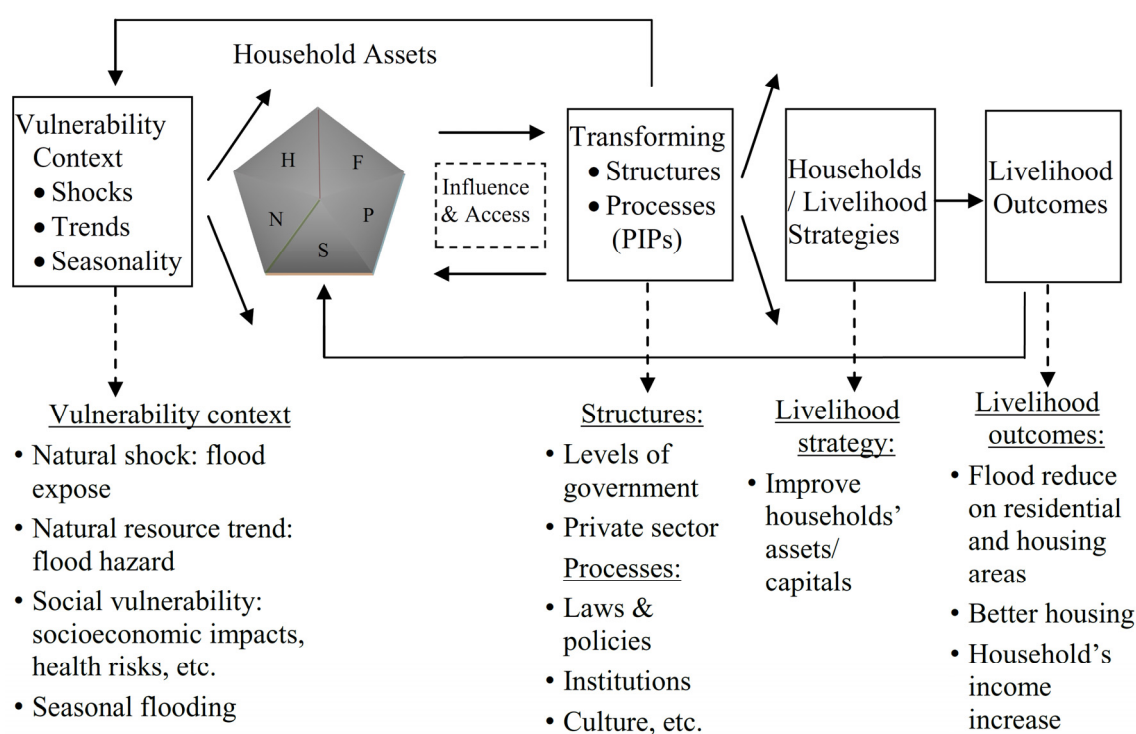 Household Assets
Vulnerability
Context
• Shocks
• Trends
• Seasonality
H
F
N
P
S
Influence
& Access
Transforming
• Structures
• Processes
(PIPs)
Households
/ Livelihood
Strategies
Livelihood
Outcomes
Vulnerability context
• Natural shock: flood
expose
• Natural resource trend:
flood hazard
• Social vulnerability:
socioeconomic impacts,
health risks, etc.
• Seasonal flooding
Structures:
• Levels of
government
• Private sector
Processes:
• Laws &
policies
• Institutions
• Culture, etc.
Livelihood
strategy:
• Improve
households’
assets/
capitals
Livelihood
outcomes:
• Flood reduce
on residential
and housing
areas
• Better housing
• Household’s
income
increase